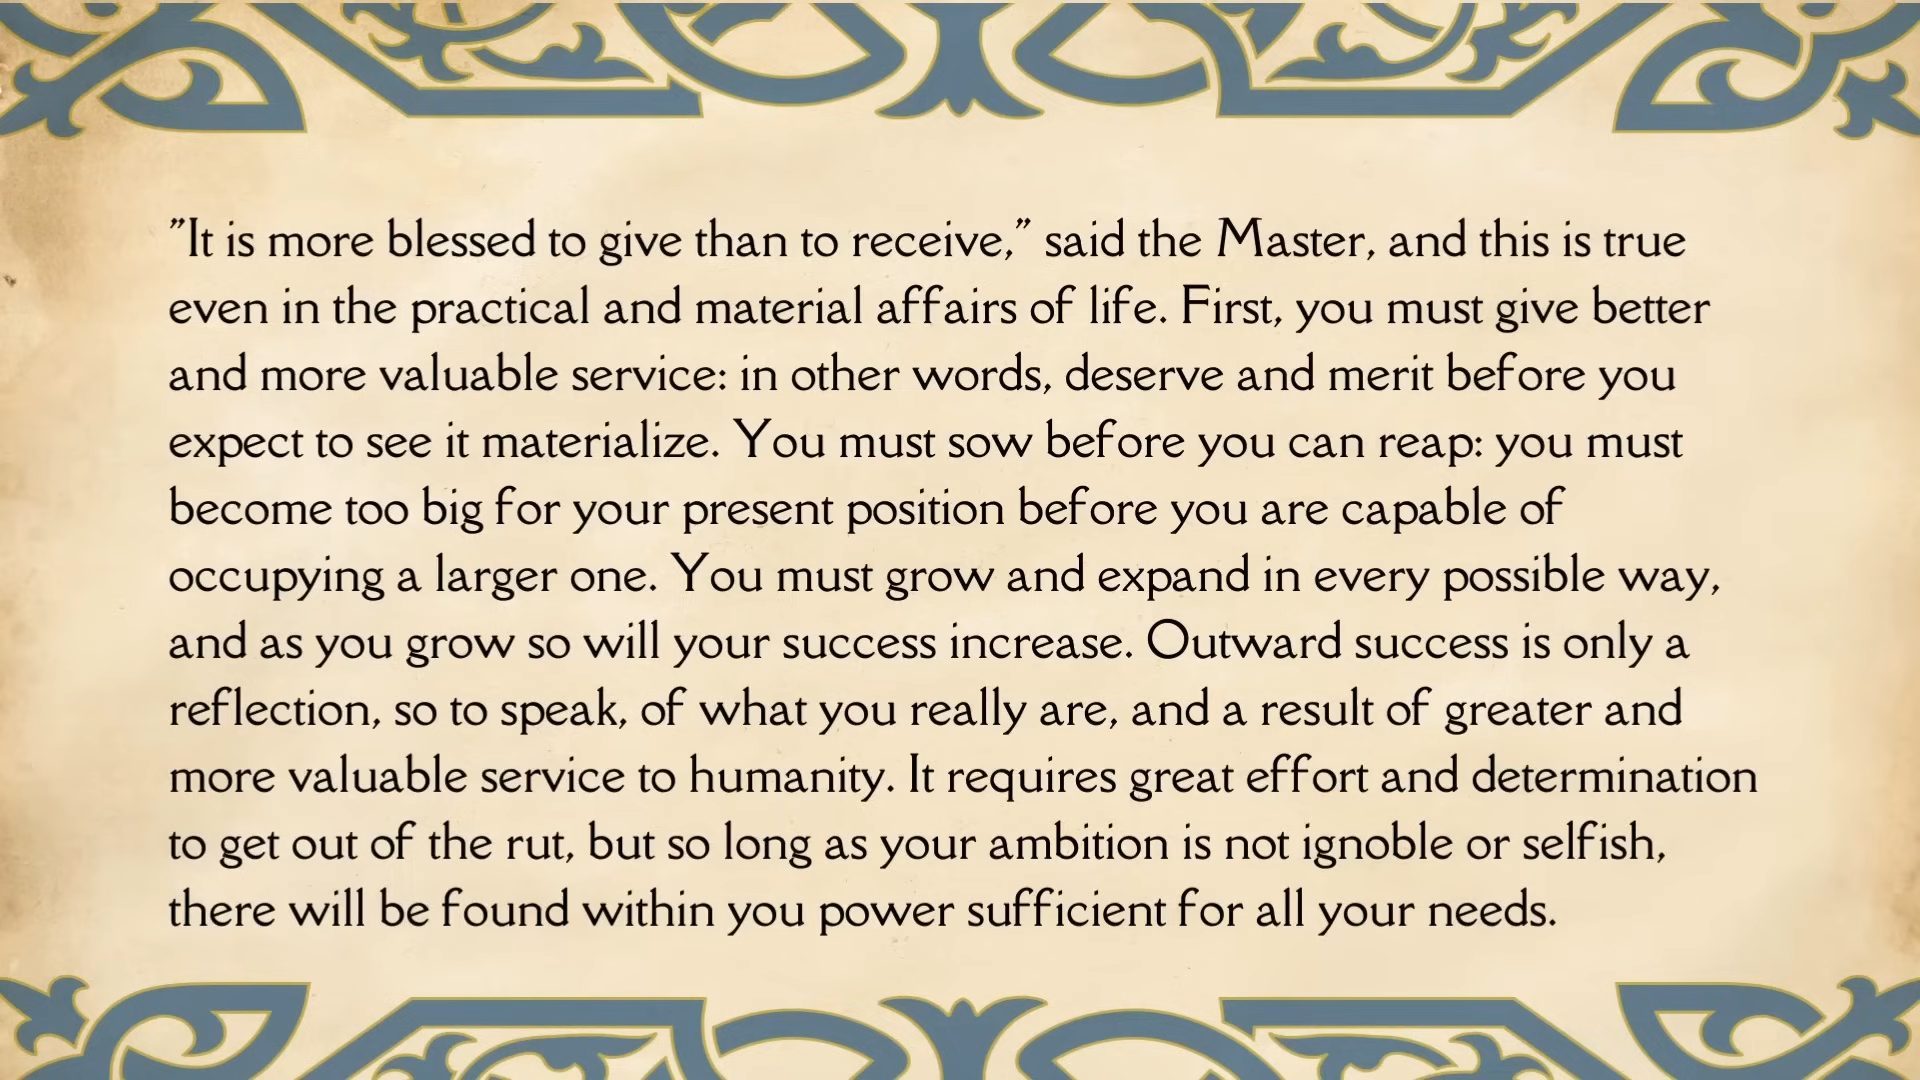 "It is more blessed to give than to receive," said the Master, and this is true
even in the practical and material affairs of life. First, you must give better
and more valuable service: in other words, deserve and merit before you
expect to see it materialize. You must sow before you can reap: you must
become too big for your present position before you are capable of
occupying a larger one. You must grow and expand in every possible way,
and as you grow so will your success increase. Outward success is only a
reflection, so to speak, of what you really are, and a result of greater and
more valuable service to humanity. It requires great effort and determination
to get out of the rut, but so long as your ambition is not ignoble or selfish,
there will be found within you power sufficient for all your needs.